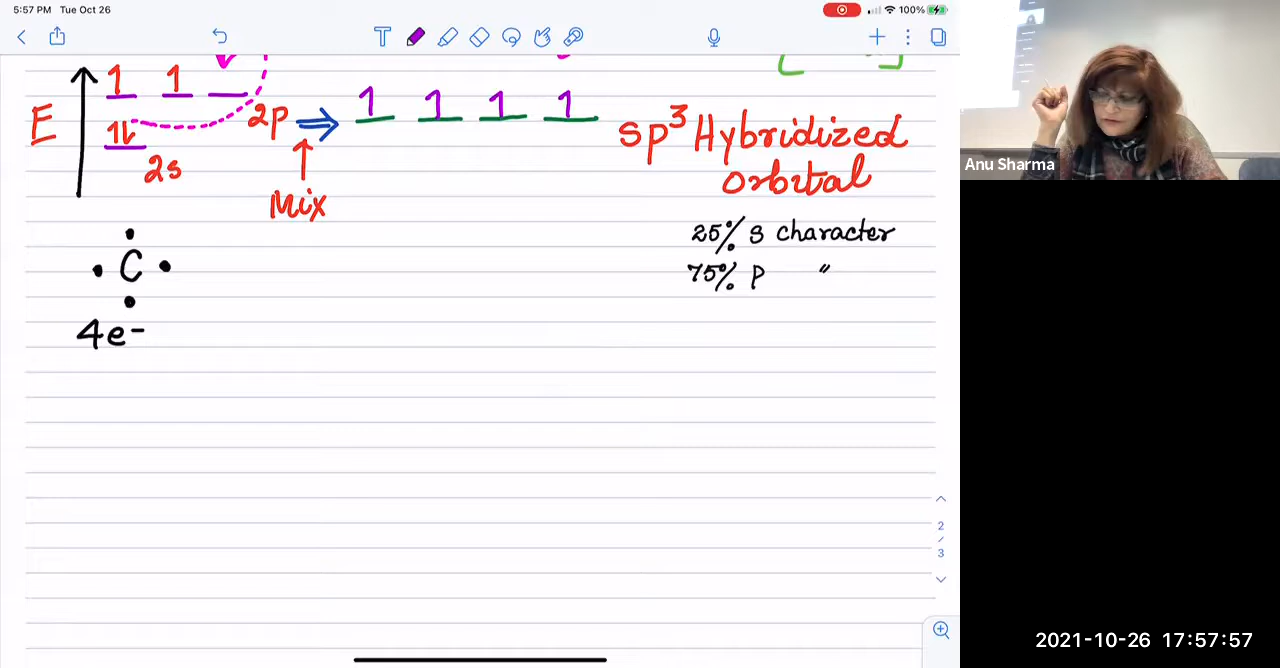 5:57 PM Tue Oct 26
100%
1 1
E
1l
2p ⇒ 1 1 1 1
2s
Mix
sp³ Hybridized
Orbital
25% s character
75% p "
C
4e-
2
/
3
Anu Sharma
2021-10-26 17:57:57